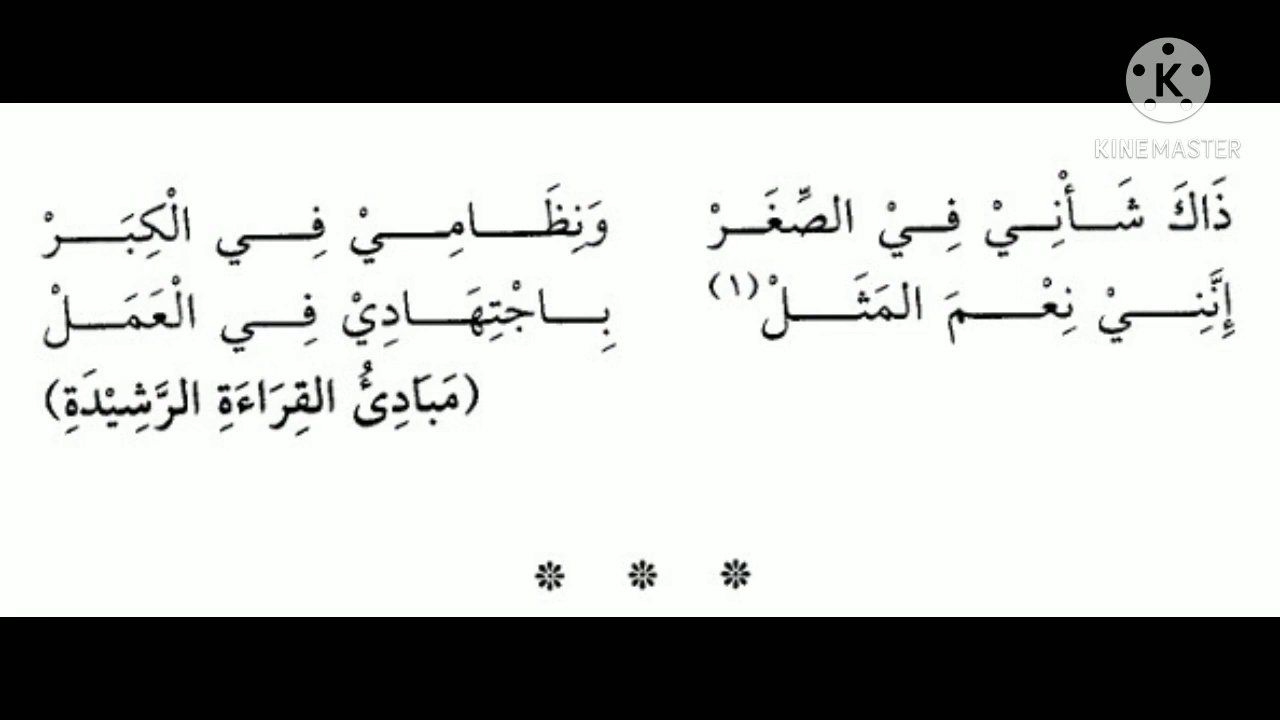 K
KINEMASTER
ذَاكَ شَأْنِيْ فِيْ الصِّغَرْ وَنِظَامِيْ فِي الْكِبَرْ
إِنَّنِيْ نِعْمَ المَثَلْ (١) بِاجْتِهَادِيْ فِي الْعَمَلْ
(مَبَادِئُ القِرَاءَةِ الرَّشِيْدَةِ)